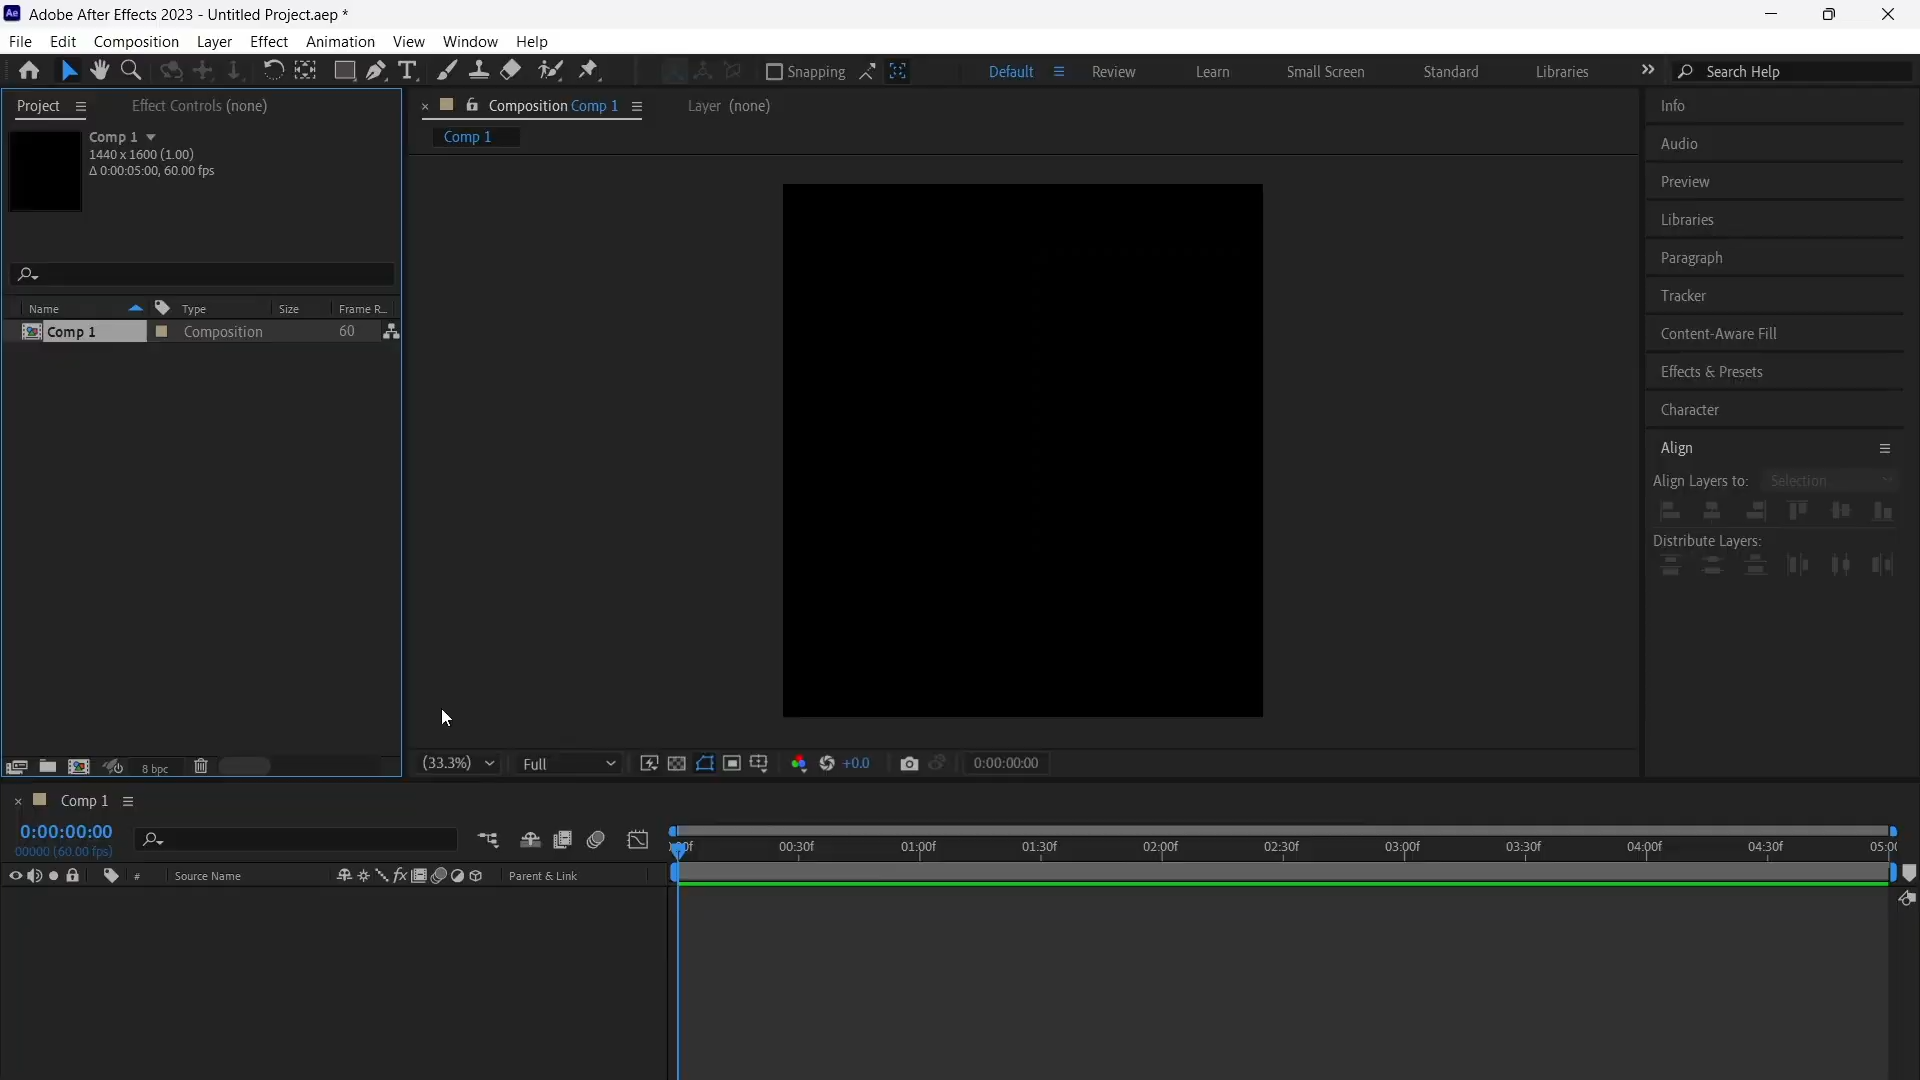 Ae Adobe After Effects 2023 - Untitled Project.aep *
File Edit Composition Layer Effect Animation View Window Help
Snapping Default Review Learn Small Screen Standard Libraries Search Help
Project Effect Controls (none)
Comp 1
1440 x 1600 (1.00)
Δ 0:00:05:00, 60.00 fps
Name Type Size Frame R...
Comp 1 Composition 60
8 bpc
Composition Comp 1 Layer (none)
Comp 1
(33.3%) Full +0.0 0:00:00:00
Info
Audio
Preview
Libraries
Paragraph
Tracker
Content-Aware Fill
Effects & Presets
Character
Align
Align Layers to: Selection
Distribute Layers:
Comp 1
0:00:00:00
00000 (60.00 fps)
00:30f 01:00f 01:30f 02:00f 02:30f 03:00f 03:30f 04:00f 04:30f
# Source Name fx Parent & Link